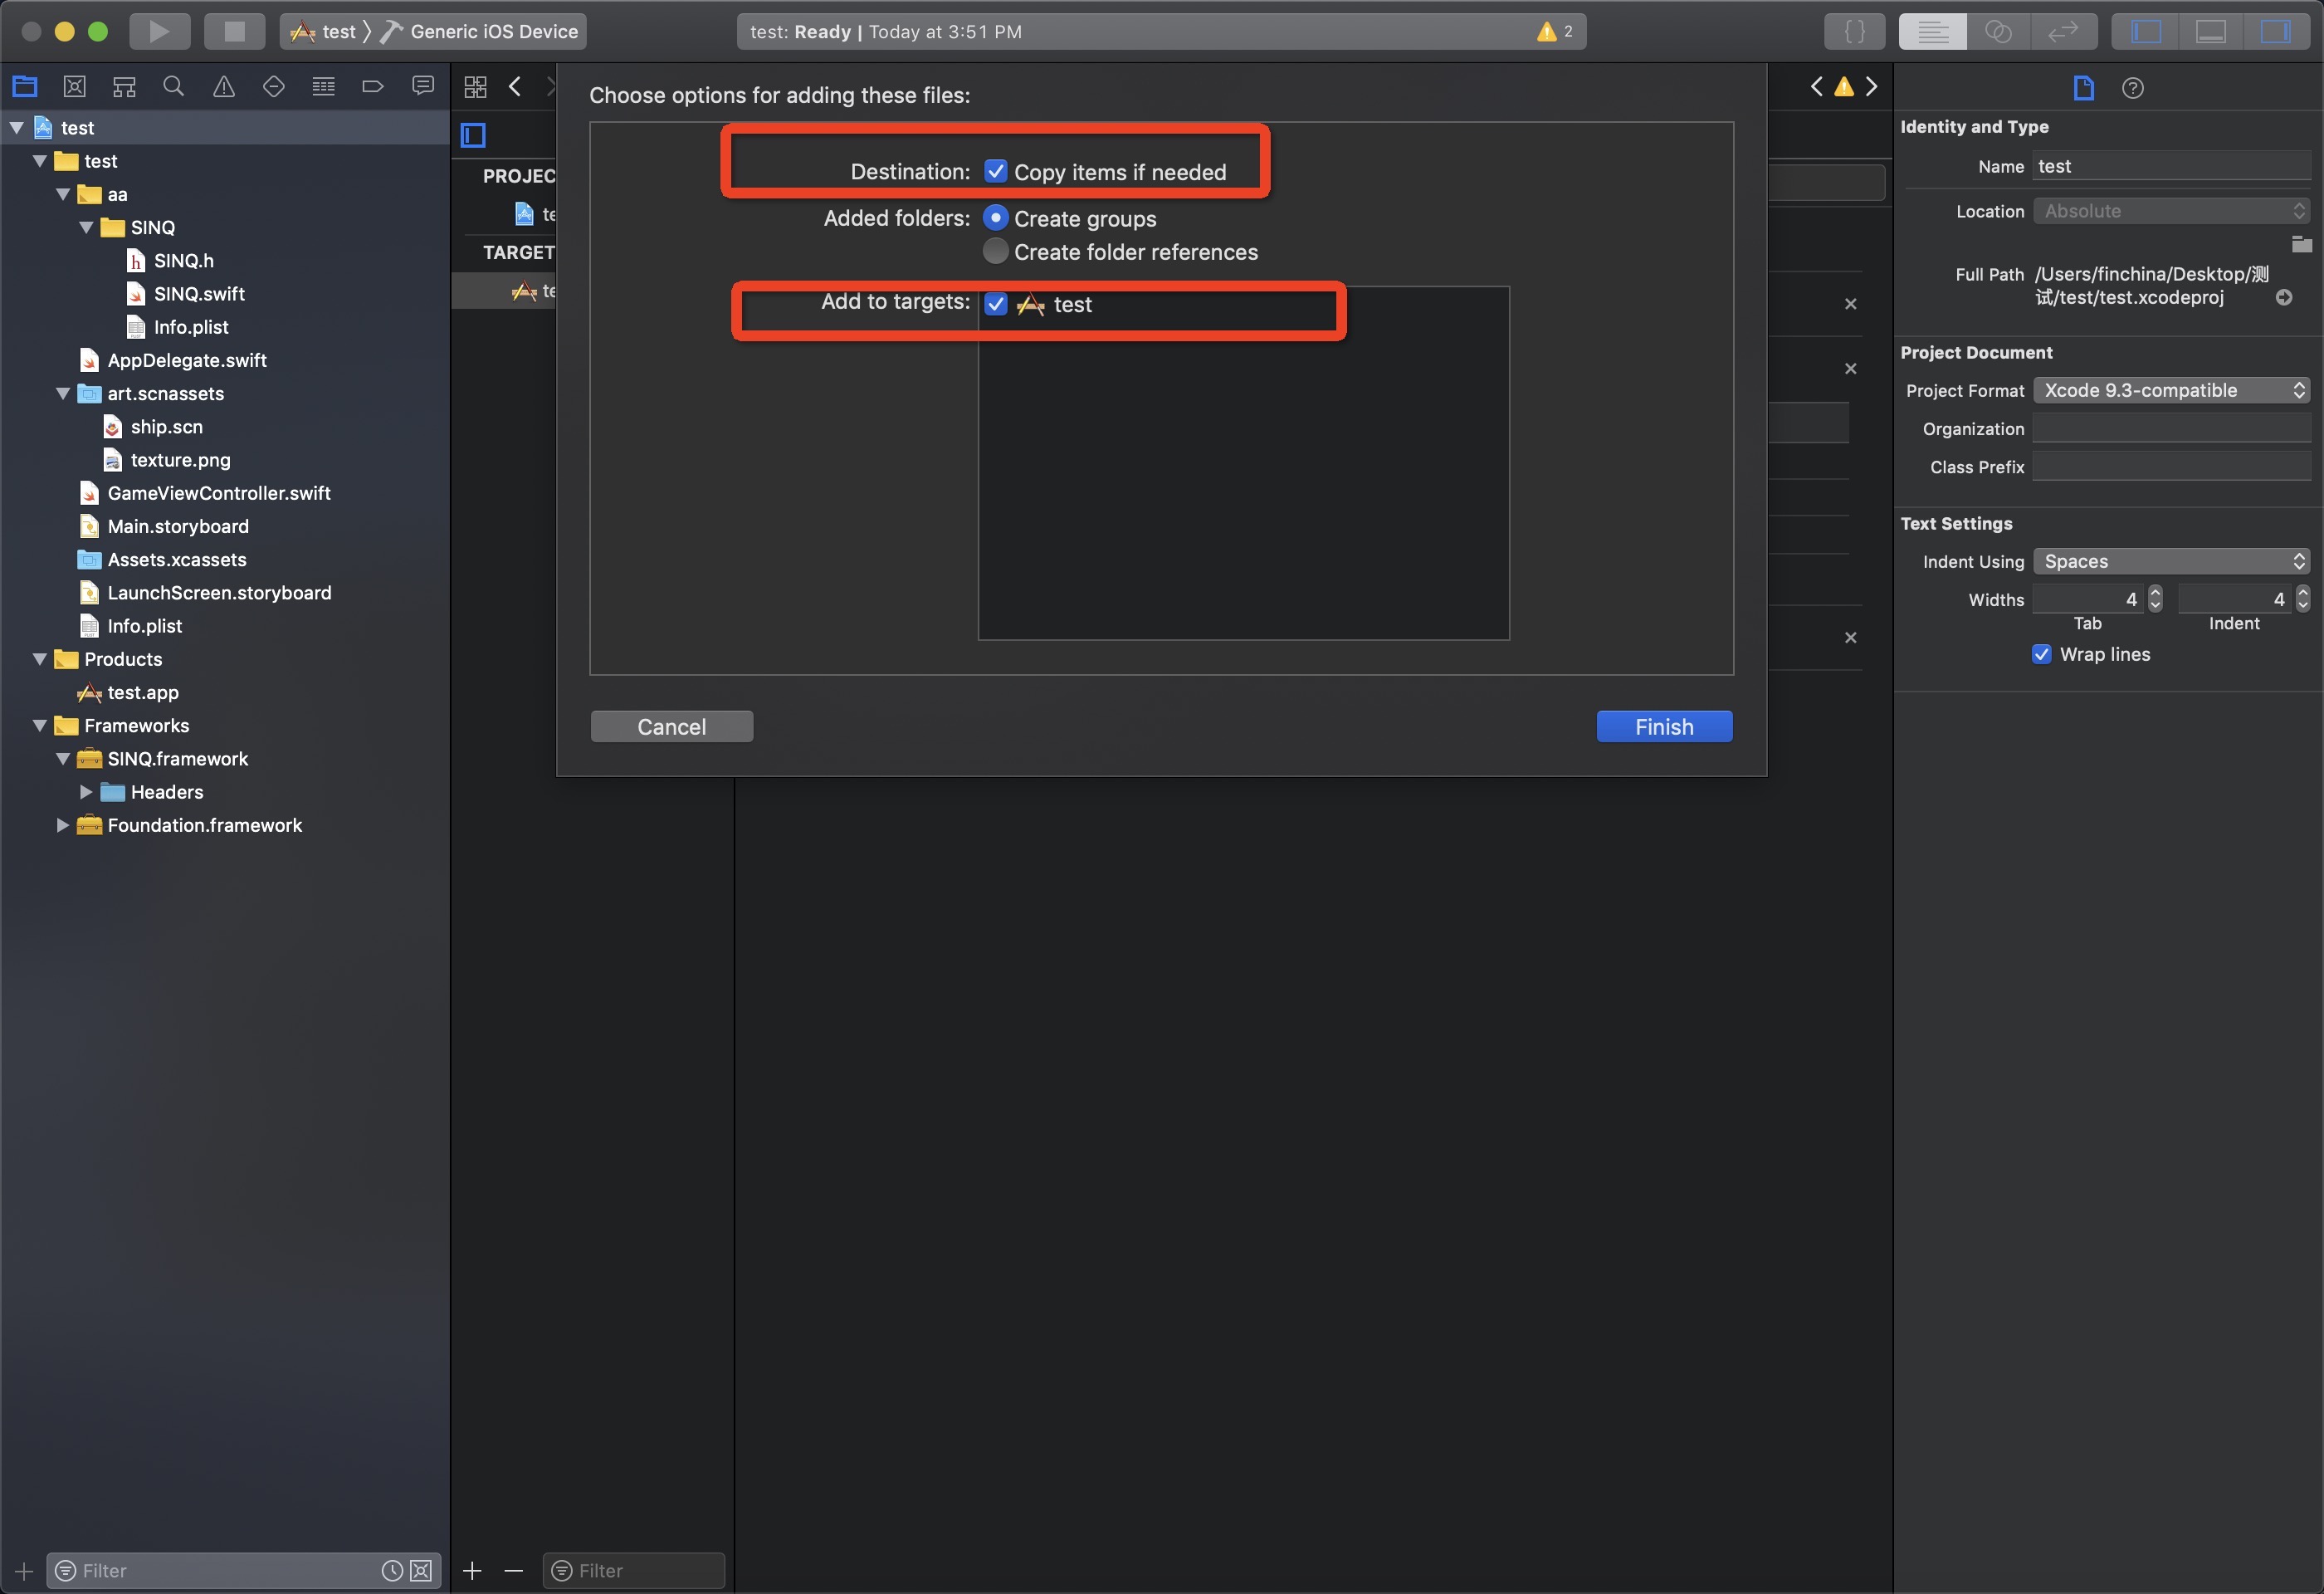 test 〉 Generic iOS Device
test: Ready | Today at 3:51 PM
2
{ }
test
test
aa
SINQ
SINQ.h
SINQ.swift
Info.plist
AppDelegate.swift
art.scnassets
ship.scn
texture.png
GameViewController.swift
Main.storyboard
Assets.xcassets
LaunchScreen.storyboard
Info.plist
Products
test.app
Frameworks
SINQ.framework
Headers
Foundation.framework
Filter
PROJEC
te
TARGET
te
Filter
Choose options for adding these files:
Destination: Copy items if needed
Added folders: Create groups
Create folder references
Add to targets: test
Cancel
Finish
Identity and Type
Name test
Location Absolute
Full Path /Users/finchina/Desktop/测
试/test/test.xcodeproj
Project Document
Project Format Xcode 9.3-compatible
Organization
Class Prefix
Text Settings
Indent Using Spaces
Widths 4 4
Tab Indent
Wrap lines